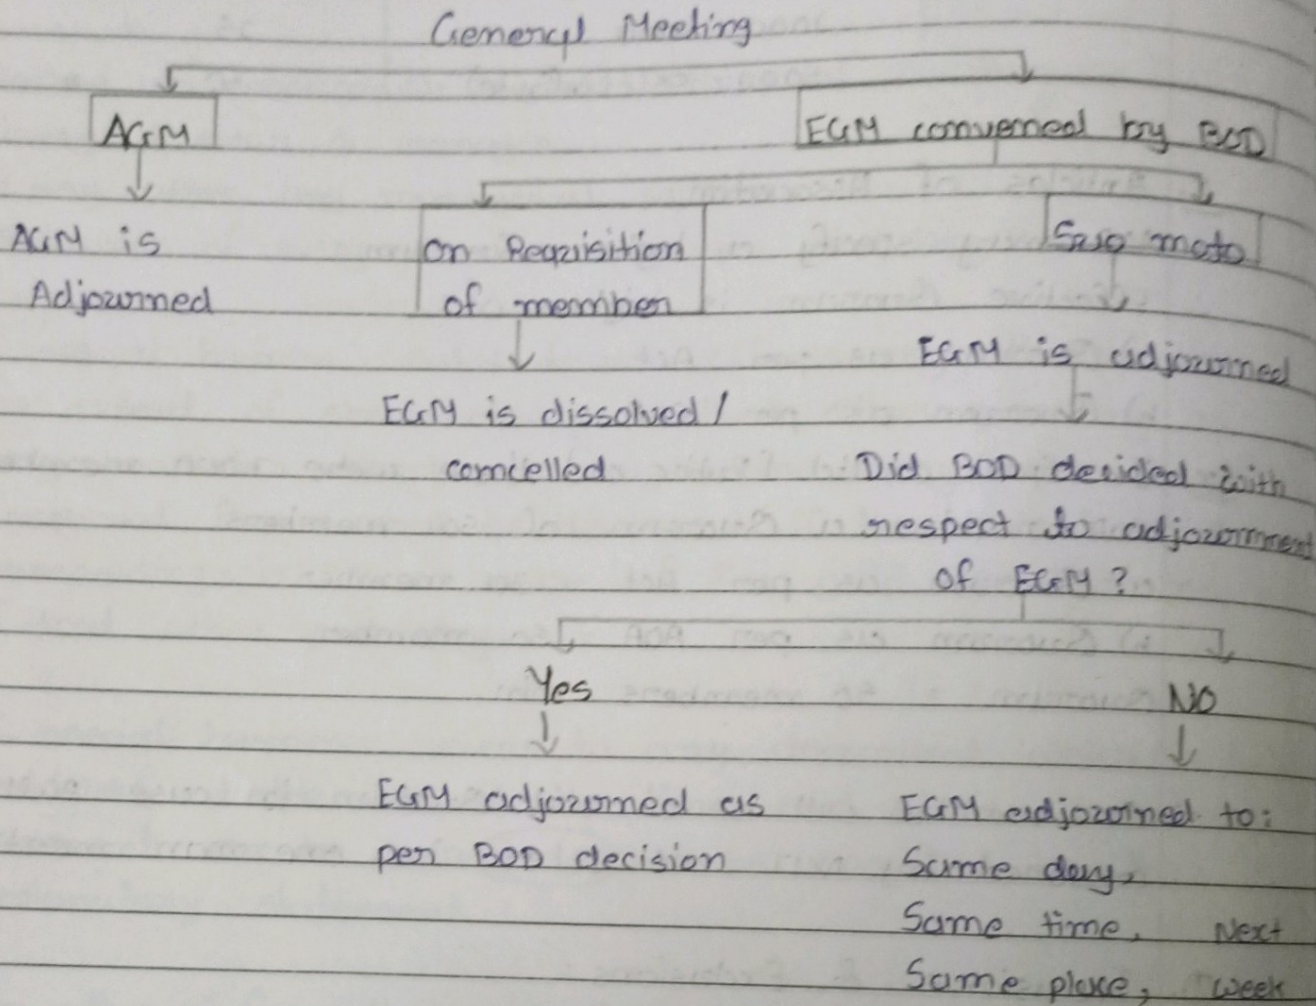 General Meeting
AGM
EGM convened by BOD
AGM is
Adjourned
On Requisition
of member
Suo moto
EGM is dissolved /
cancelled
EGM is adjourned
Did BOD decided with
respect to adjournment
of EGM ?
Yes
NO
EGM adjourned as
per BOD decision
EGM adjourned to:
Same day,
Same time, Next
Same place, week